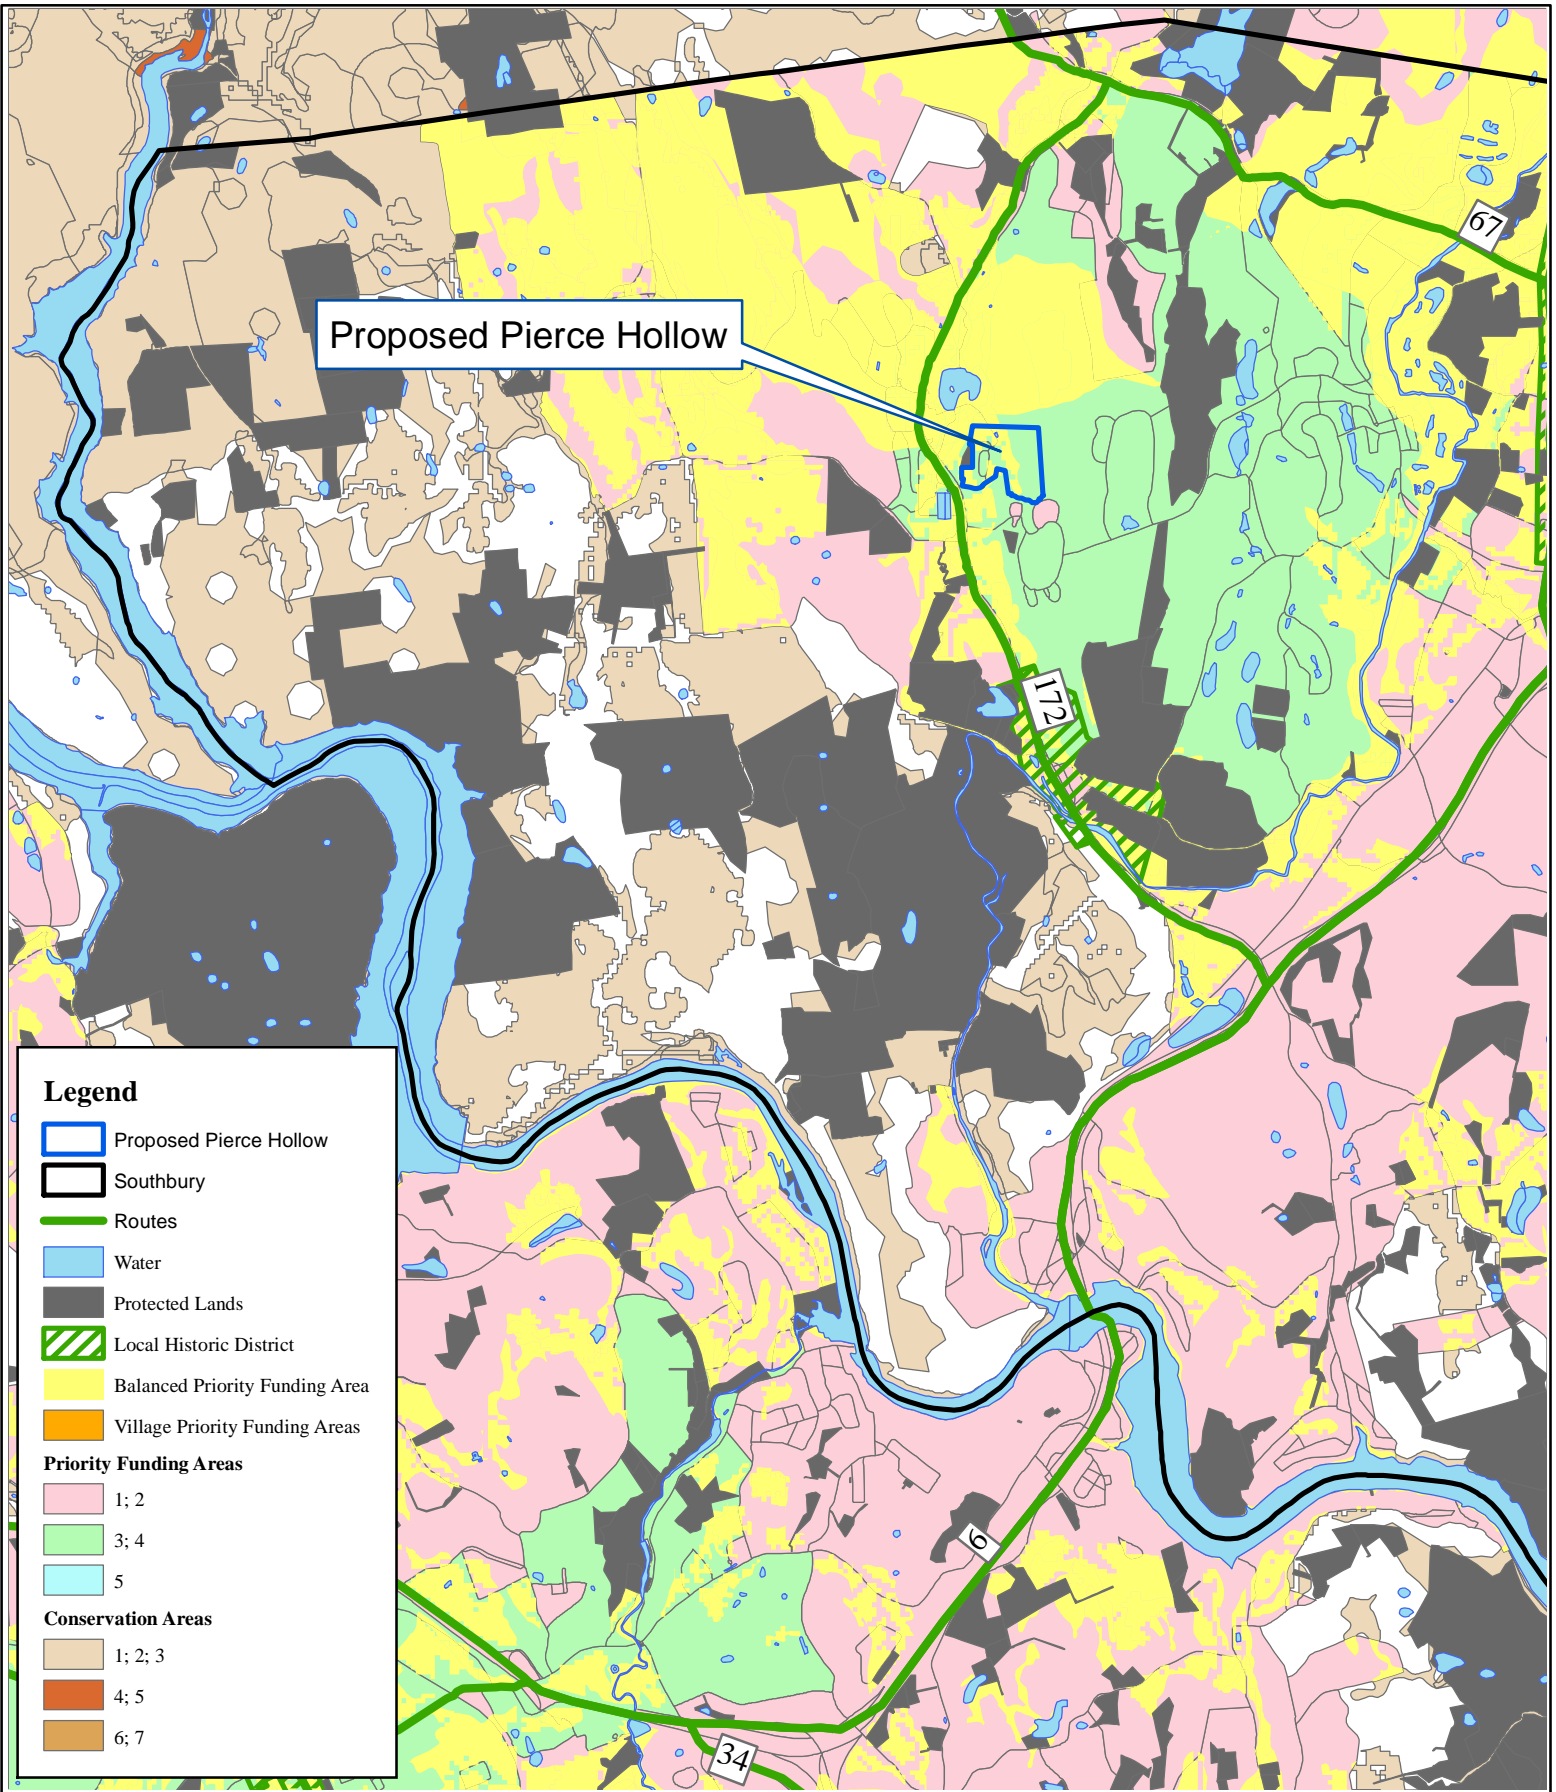 67
Proposed Pierce Hollow
172
Legend
Proposed Pierce Hollow
Southbury
Routes
Water
Protected Lands
Local Historic District
Balanced Priority Funding Area
Village Priority Funding Areas
Priority Funding Areas
1; 2
3; 4
5
Conservation Areas
1; 2; 3
4; 5
6; 7
6
34